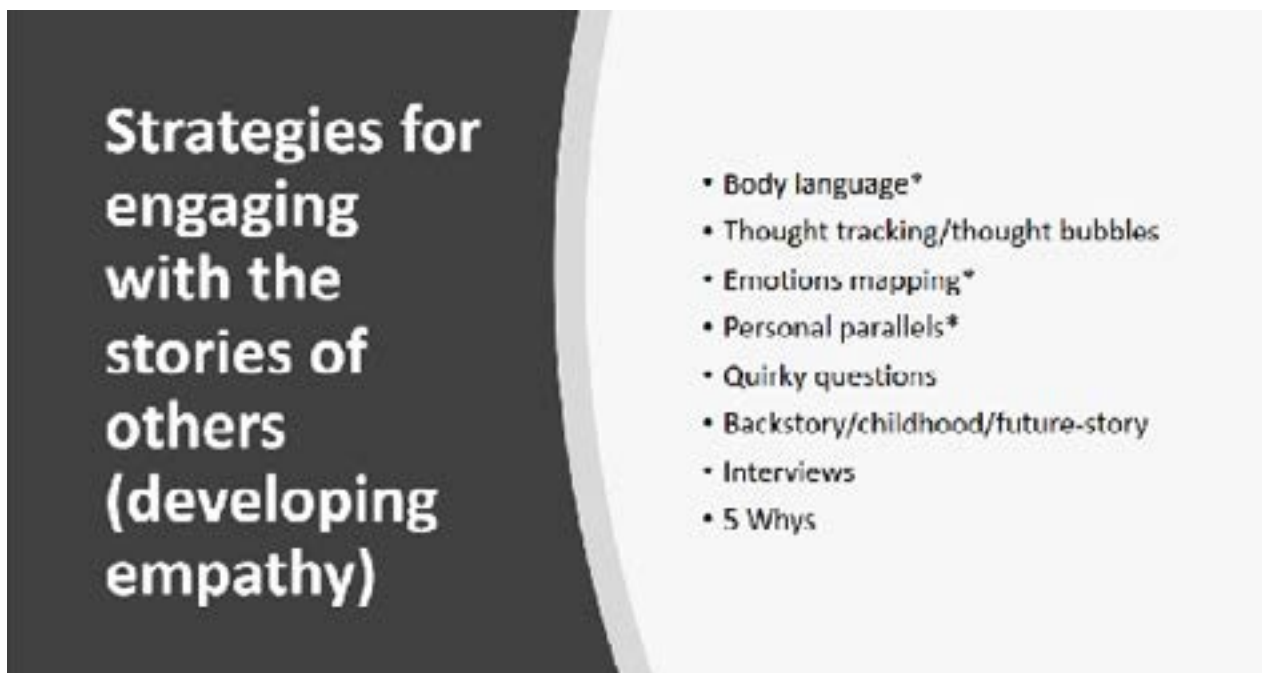 Strategies for
engaging
with the
stories of
others
(developing
empathy)
• Body language*
• Thought tracking/thought bubbles
• Emotions mapping*
• Personal parallels*
• Quirky questions
• Backstory/childhood/future-story
• Interviews
• 5 Whys